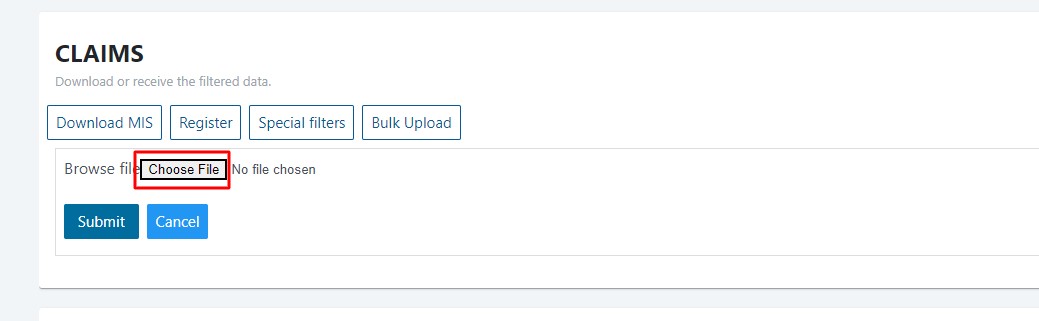 CLAIMS
Download or receive the filtered data.
Download MIS Register Special filters Bulk Upload
Browse file Choose File No file chosen
Submit Cancel